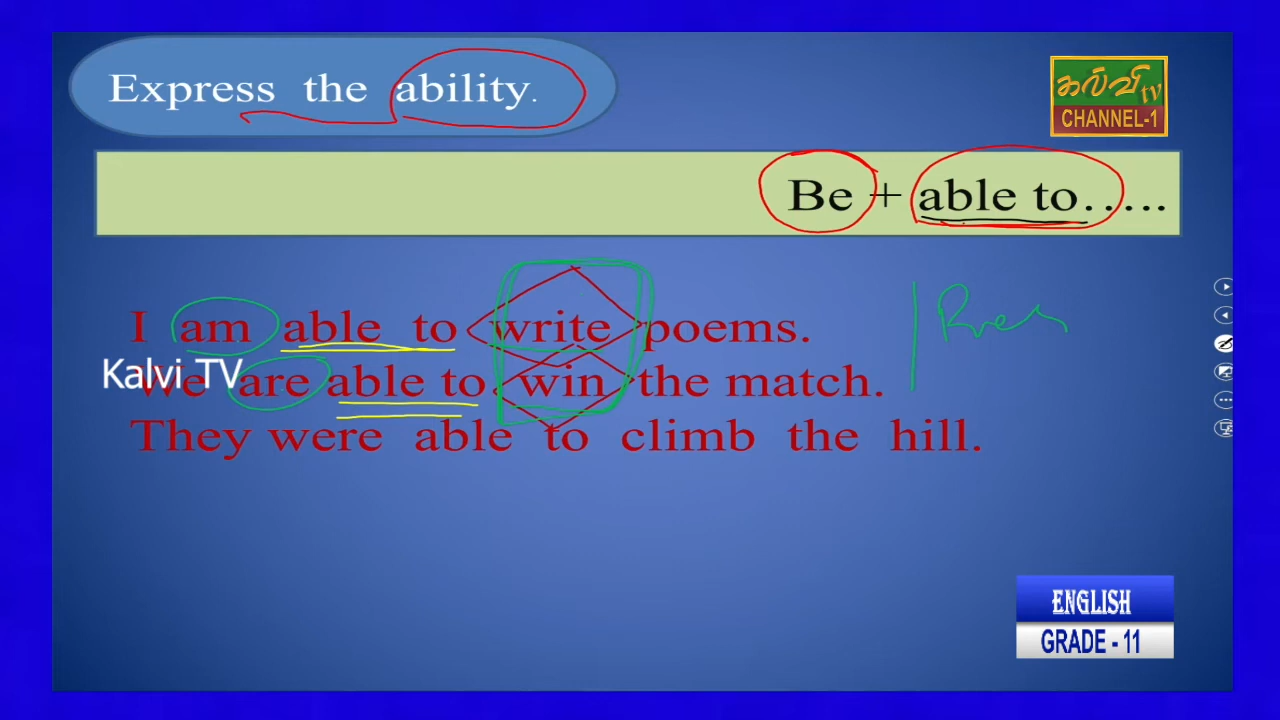 Express the ability.
கல்வி tv
CHANNEL-1
Be + able to.....
I am able to write poems.
Kalvi TV
We are able to win the match.
They were able to climb the hill.
ENGLISH
GRADE - 11